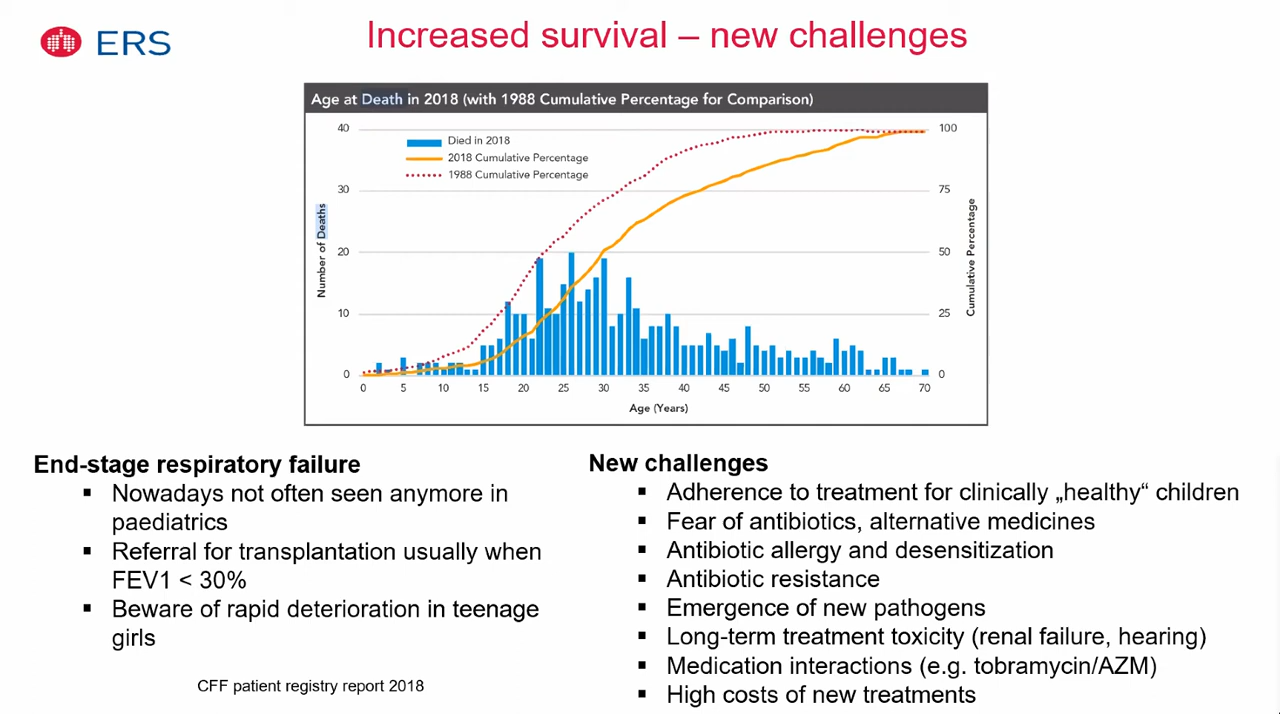 ERS
Increased survival – new challenges
Age at Death in 2018 (with 1988 Cumulative Percentage for Comparison)
40
30
20
10
0
Number of Deaths
Died in 2018
2018 Cumulative Percentage
1988 Cumulative Percentage
100
75
50
25
0
Cumulative Percentage
0 5 10 15 20 25 30 35 40 45 50 55 60 65 70
Age (Years)
End-stage respiratory failure
▪ Nowadays not often seen anymore in
paediatrics
▪ Referral for transplantation usually when
FEV1 < 30%
▪ Beware of rapid deterioration in teenage
girls
CFF patient registry report 2018
New challenges
▪ Adherence to treatment for clinically „healthy“ children
▪ Fear of antibiotics, alternative medicines
▪ Antibiotic allergy and desensitization
▪ Antibiotic resistance
▪ Emergence of new pathogens
▪ Long-term treatment toxicity (renal failure, hearing)
▪ Medication interactions (e.g. tobramycin/AZM)
▪ High costs of new treatments